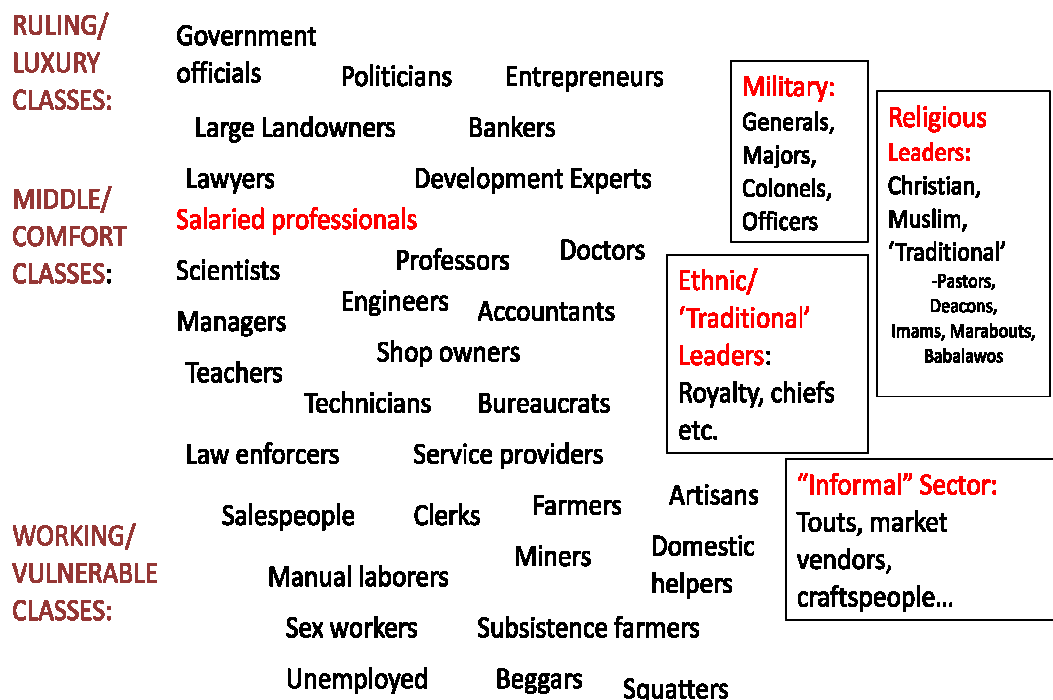 RULING/
LUXURY
CLASSES:
Government
officials
Politicians
Entrepreneurs
Large Landowners
Bankers
Lawyers
Development Experts
MIDDLE/
COMFORT
CLASSES:
Salaried professionals
Scientists
Professors
Doctors
Engineers
Managers
Accountants
Shop owners
Teachers
Technicians
Bureaucrats
Law enforcers
Service providers
WORKING/
VULNERABLE
CLASSES:
Salespeople
Clerks
Farmers
Artisans
Miners
Domestic
helpers
Manual laborers
Sex workers
Subsistence farmers
Unemployed
Beggars
Squatters
Military:
Generals,
Majors,
Colonels,
Officers
Religious
Leaders:
Christian,
Muslim,
‘Traditional’
-Pastors,
Deacons,
Imams, Marabouts,
Babalawos
Ethnic/
‘Traditional’
Leaders:
Royalty, chiefs
etc.
“Informal” Sector:
Touts, market
vendors,
craftspeople…